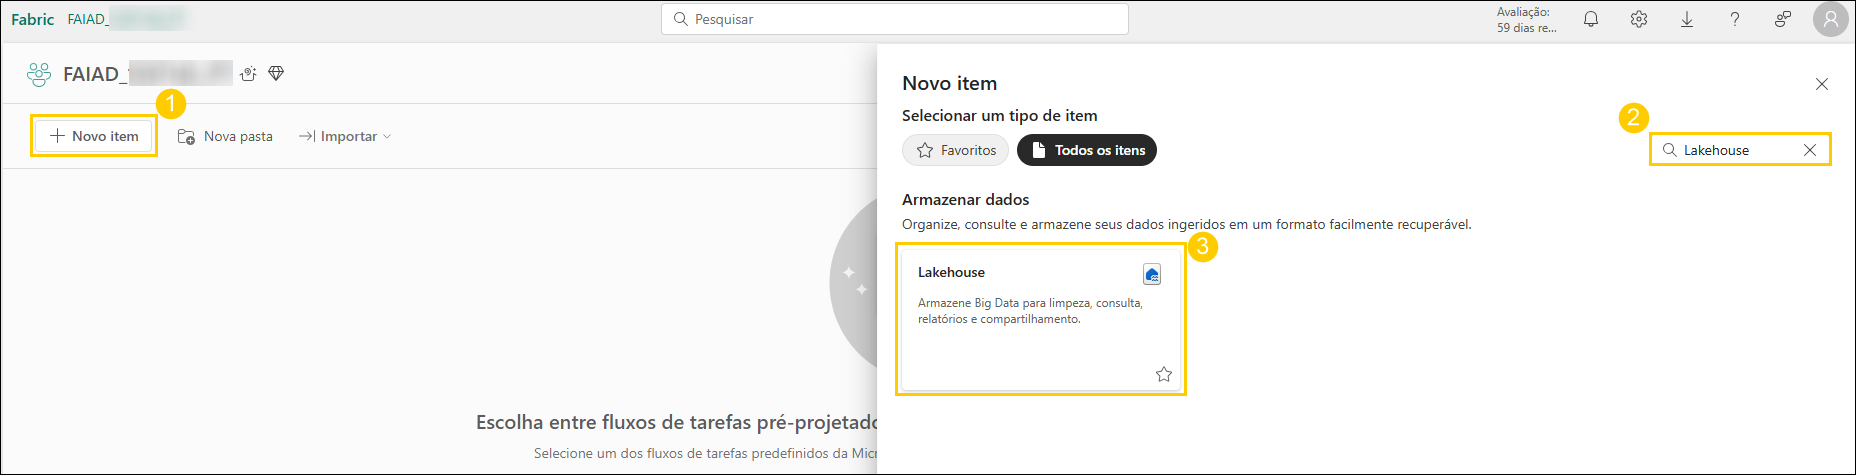 Fabric FAIAD_
Pesquisar
Avaliação:
59 dias re...
FAIAD_
1
Novo item
Nova pasta
Importar
Escolha entre fluxos de tarefas pré-projetado
Selecione um dos fluxos de tarefas predefinidos da Micr
Novo item
Selecionar um tipo de item
Favoritos
Todos os itens
2
Lakehouse
Armazenar dados
Organize, consulte e armazene seus dados ingeridos em um formato facilmente recuperável.
3
Lakehouse
Armazene Big Data para limpeza, consulta,
relatórios e compartilhamento.